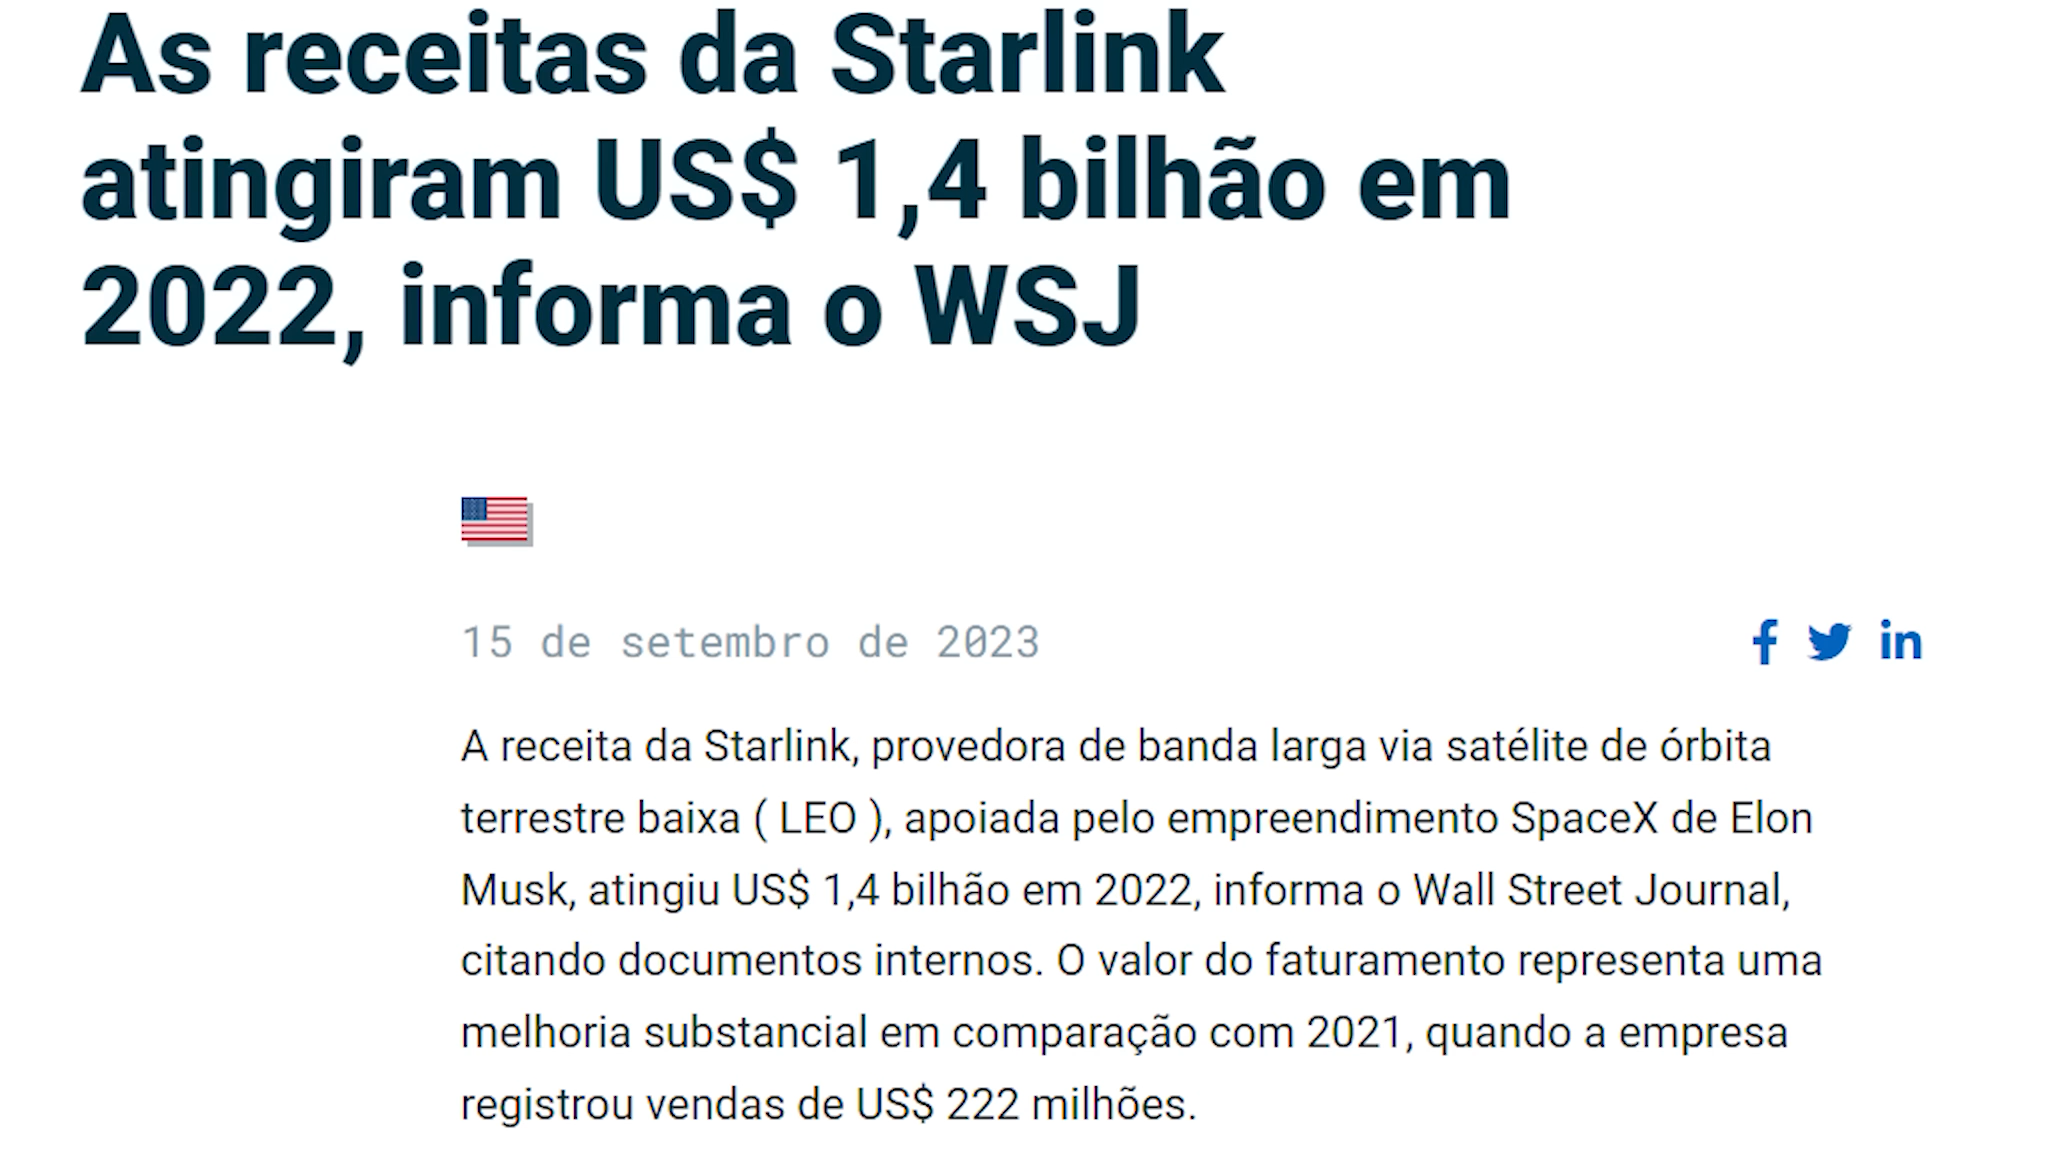 As receitas da Starlink
atingiram US$ 1,4 bilhão em
2022, informa o WSJ
15 de setembro de 2023
A receita da Starlink, provedora de banda larga via satélite de órbita
terrestre baixa ( LEO ), apoiada pelo empreendimento SpaceX de Elon
Musk, atingiu US$ 1,4 bilhão em 2022, informa o Wall Street Journal,
citando documentos internos. O valor do faturamento representa uma
melhoria substancial em comparação com 2021, quando a empresa
registrou vendas de US$ 222 milhões.